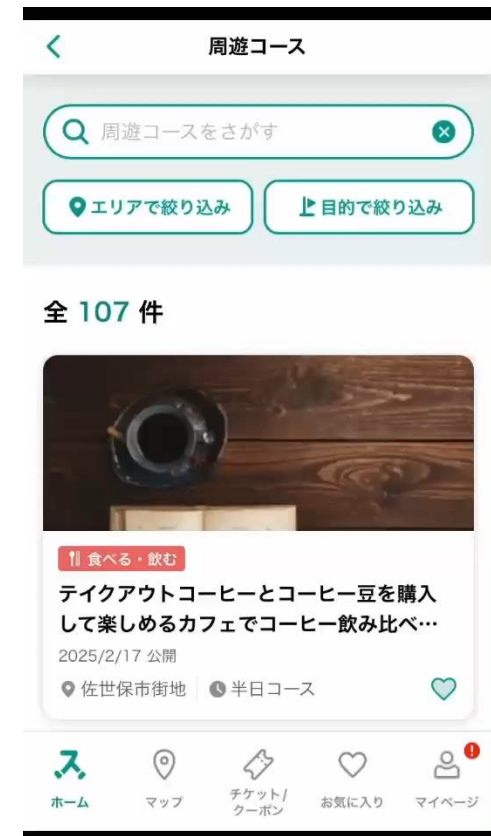 周遊コース
周遊コースをさがす
エリアで絞り込み
目的で絞り込み
全 107 件
食べる・飲む
テイクアウトコーヒーとコーヒー豆を購入
して楽しめるカフェでコーヒー飲み比べ…
2025/2/17 公開
佐世保市街地
半日コース
ホーム
マップ
チケット/
クーポン
お気に入り
マイページ